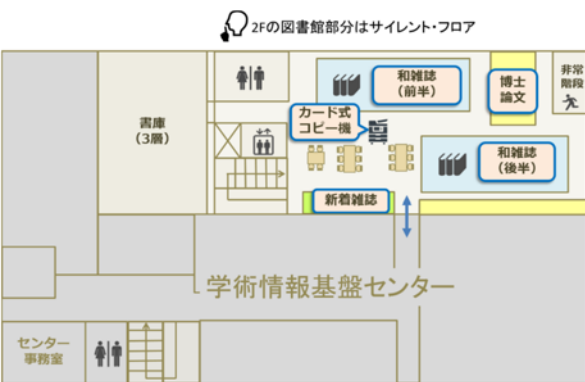 2Fの図書館部分はサイレント・フロア
書庫
(3層)
和雑誌
(前半)
博士
論文
非常
階段
カード式
コピー機
和雑誌
(後半)
新着雑誌
学術情報基盤センター
センター
事務室